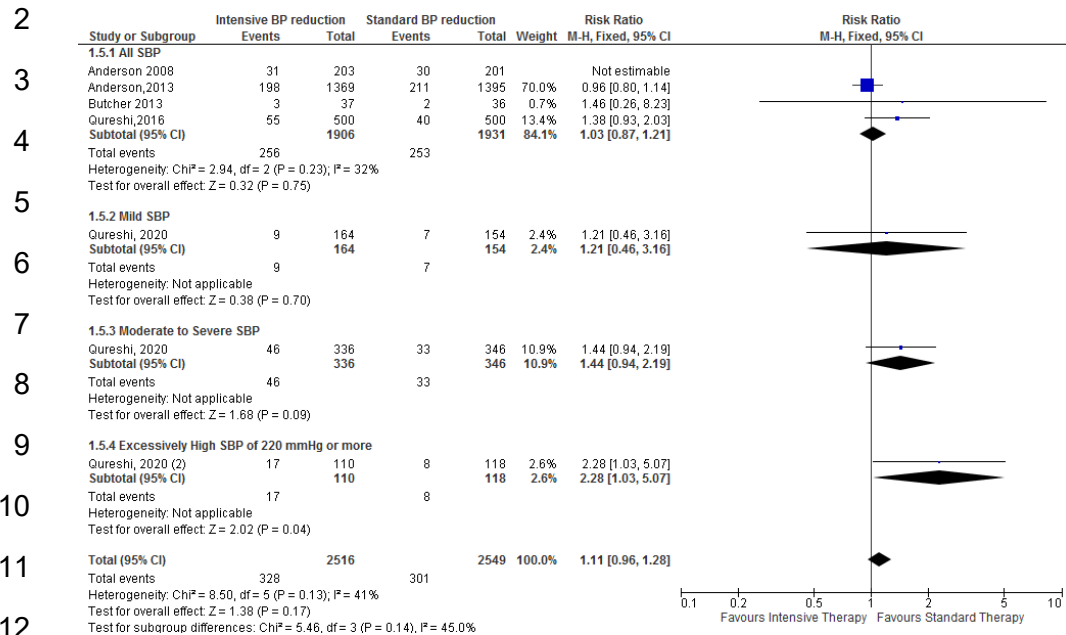 2
Intensive BP reduction Standard BP reduction Risk Ratio Risk Ratio
Study or Subgroup Events Total Events Total Weight M-H, Fixed, 95% CI M-H, Fixed, 95% CI
1.5.1 All SBP
Anderson 2008 31 203 30 201 Not estimable
3
Anderson,2013 198 1369 211 1395 70.0% 0.96 [0.80, 1.14]
Butcher 2013 3 37 2 36 0.7% 1.46 [0.26, 8.23]
Qureshi,2016 55 500 40 500 13.4% 1.38 [0.93, 2.03]
4
Subtotal (95% CI) 1906 1931 84.1% 1.03 [0.87, 1.21]
Total events 256 253
Heterogeneity: Chi² = 2.94, df = 2 (P = 0.23); I² = 32%
Test for overall effect: Z = 0.32 (P = 0.75)
5
1.5.2 Mild SBP
Qureshi, 2020 9 164 7 154 2.4% 1.21 [0.46, 3.16]
Subtotal (95% CI) 164 154 2.4% 1.21 [0.46, 3.16]
6
Total events 9 7
Heterogeneity: Not applicable
Test for overall effect: Z = 0.38 (P = 0.70)
7
1.5.3 Moderate to Severe SBP
Qureshi, 2020 46 336 33 346 10.9% 1.44 [0.94, 2.19]
Subtotal (95% CI) 336 346 10.9% 1.44 [0.94, 2.19]
8
Total events 46 33
Heterogeneity: Not applicable
Test for overall effect: Z = 1.68 (P = 0.09)
9
1.5.4 Excessively High SBP of 220 mmHg or more
Qureshi, 2020 (2) 17 110 8 118 2.6% 2.28 [1.03, 5.07]
Subtotal (95% CI) 110 118 2.6% 2.28 [1.03, 5.07]
10
Total events 17 8
Heterogeneity: Not applicable
Test for overall effect: Z = 2.02 (P = 0.04)
11
Total (95% CI) 2516 2549 100.0% 1.11 [0.96, 1.28]
Total events 328 301
Heterogeneity: Chi² = 8.50, df = 5 (P = 0.13); I² = 41%
0.1 0.2 0.5 1 2 5 10
Test for overall effect: Z = 1.38 (P = 0.17)
Favours Intensive Therapy Favours Standard Therapy
12
Test for subgroup differences: Chi² = 5.46, df = 3 (P = 0.14), I² = 45.0%